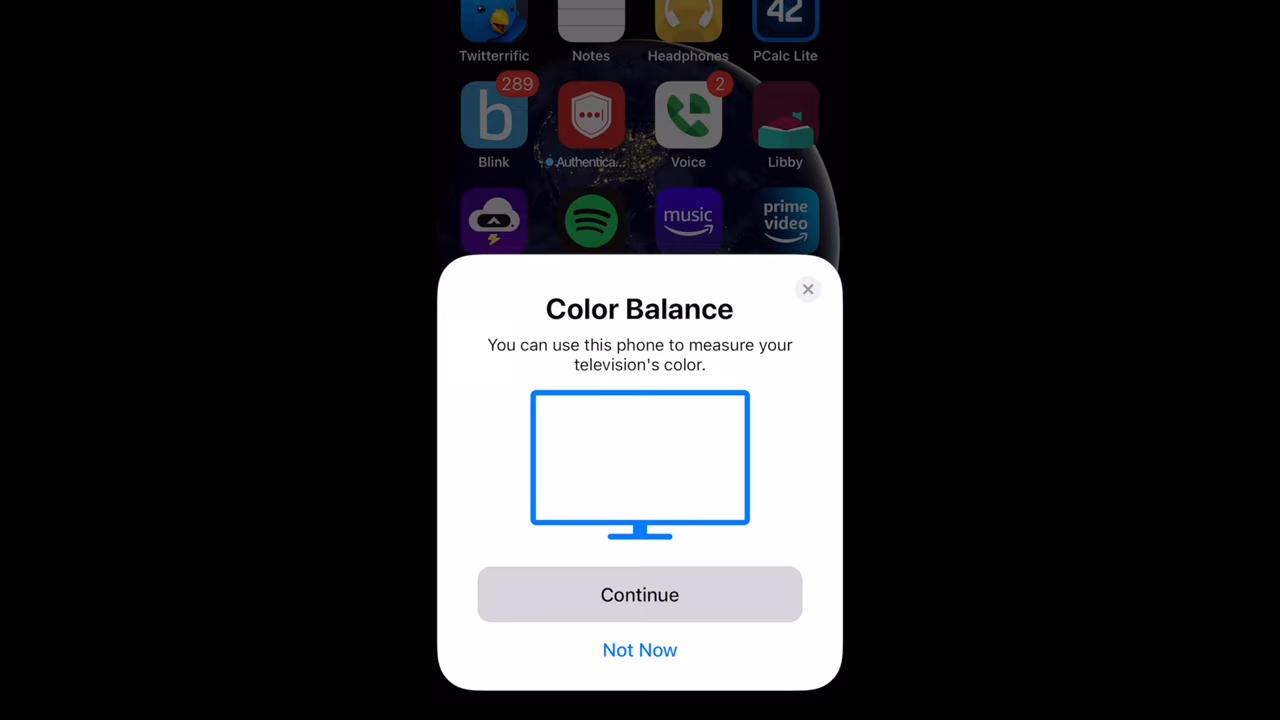 42
Twitterrific Notes Headphones PCalc Lite
289 2
b
Blink Authentica... Voice Libby
music prime
video
Color Balance
You can use this phone to measure your
television's color.
Continue
Not Now